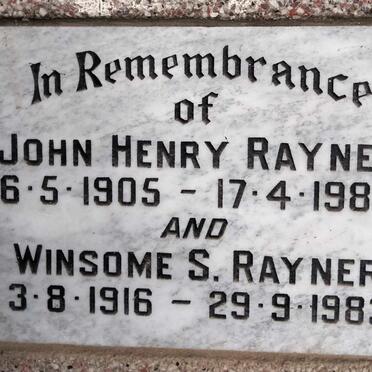 In Remembrance
of
JOHN HENRY RAYNE
6·5·1905 – 17·4·198
AND
WINSOME S. RAYNER
3·8·1916 – 29·9·198